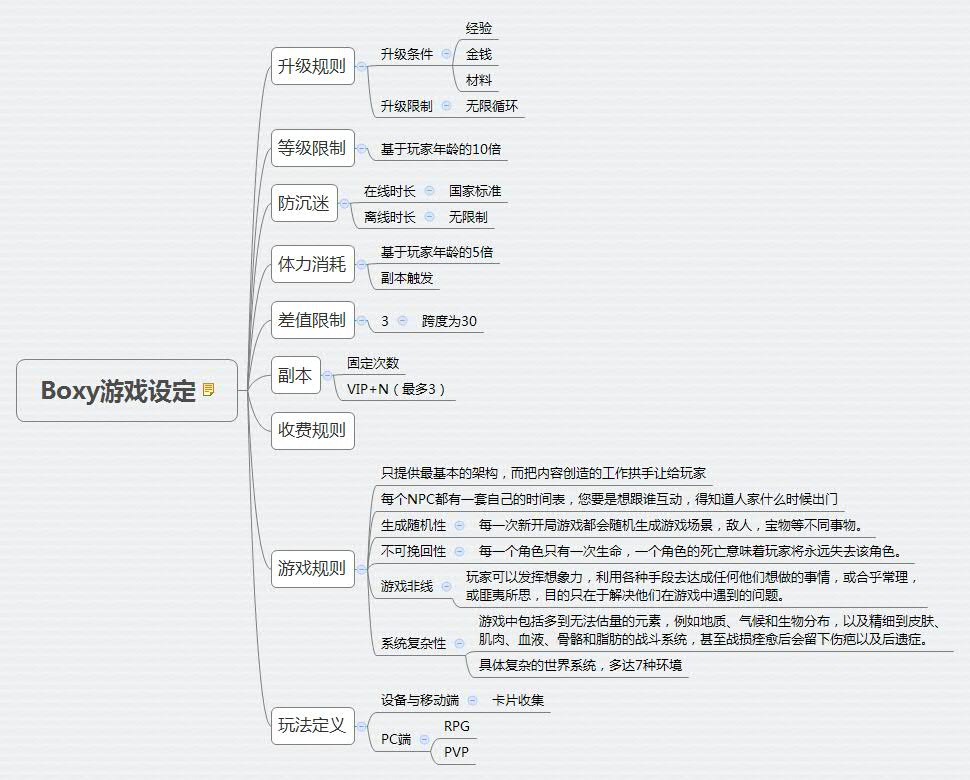 Boxy游戏设定
升级规则
升级条件
经验
金钱
材料
升级限制
无限循环
等级限制
基于玩家年龄的10倍
防沉迷
在线时长
国家标准
离线时长
无限制
体力消耗
基于玩家年龄的5倍
副本触发
差值限制
3
跨度为30
副本
固定次数
VIP+N（最多3）
收费规则
游戏规则
只提供最基本的架构，而把内容创造的工作拱手让给玩家
每个NPC都有一套自己的时间表，您要是想跟谁互动，得知道人家什么时候出门
生成随机性
每一次新开局游戏都会随机生成游戏场景，敌人，宝物等不同事物。
不可挽回性
每一个角色只有一次生命，一个角色的死亡意味着玩家将永远失去该角色。
游戏非线
玩家可以发挥想象力，利用各种手段去达成任何他们想做的事情，或合乎常理，
或匪夷所思，目的只在于解决他们在游戏中遇到的问题。
系统复杂性
游戏中包括多到无法估量的元素，例如地质、气候和生物分布，以及精细到皮肤、
肌肉、血液、骨骼和脂肪的战斗系统，甚至战损痊愈后会留下伤疤以及后遗症。
具体复杂的世界系统，多达7种环境
玩法定义
设备与移动端
卡片收集
PC端
RPG
PVP